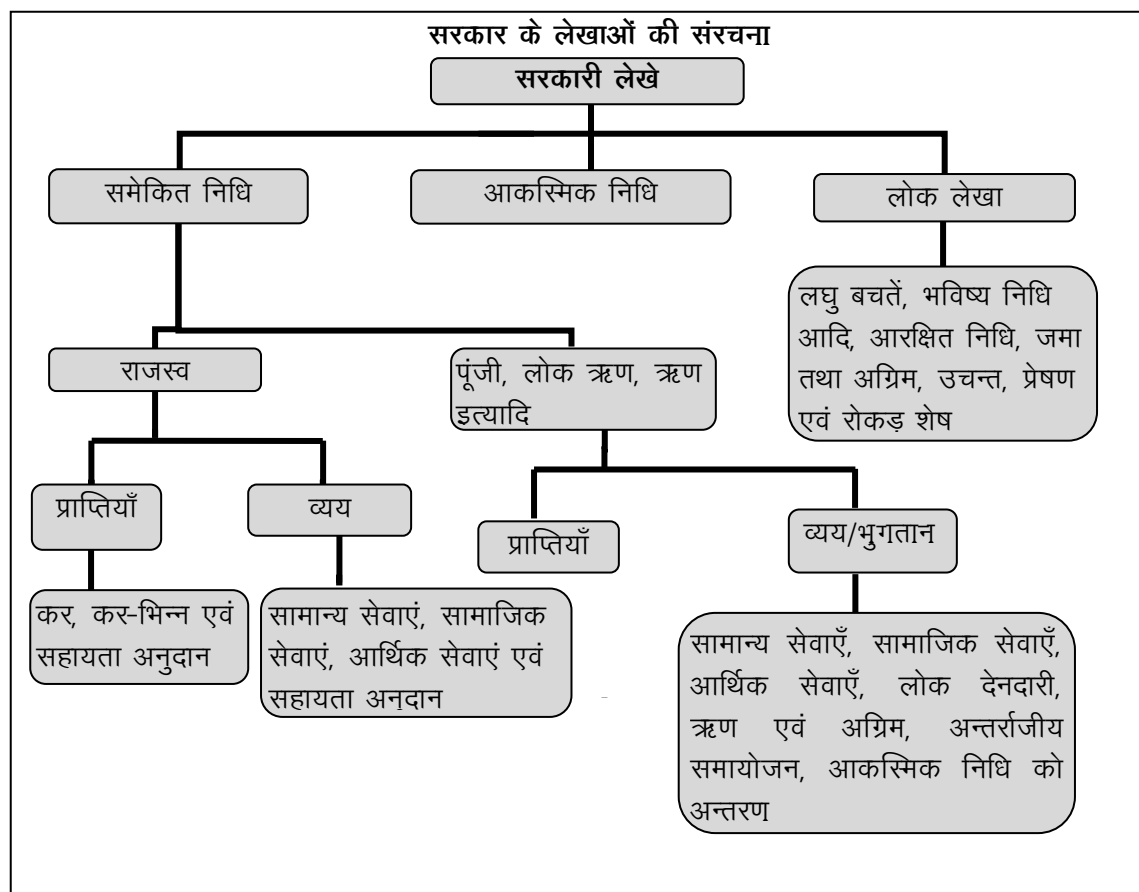 सरकार के लेखाओं की संरचना
सरकारी लेखे
समेकित निधि
आकस्मिक निधि
लोक लेखा
लघु बचतें, भविष्य निधि
आदि, आरक्षित निधि, जमा
तथा अग्रिम, उचन्त, प्रेषण
एवं रोकड़ शेष
राजस्व
पूंजी, लोक ऋण, ऋण
इत्यादि
प्राप्तियाँ
व्यय
प्राप्तियाँ
व्यय/भुगतान
कर, कर-भिन्न एवं
सहायता अनुदान
सामान्य सेवाएं, सामाजिक
सेवाएं, आर्थिक सेवाएं एवं
सहायता अनुदान
सामान्य सेवाएँ, सामाजिक सेवाएँ,
आर्थिक सेवाएँ, लोक देनदारी,
ऋण एवं अग्रिम, अन्तर्राजीय
समायोजन, आकस्मिक निधि को
अन्तरण